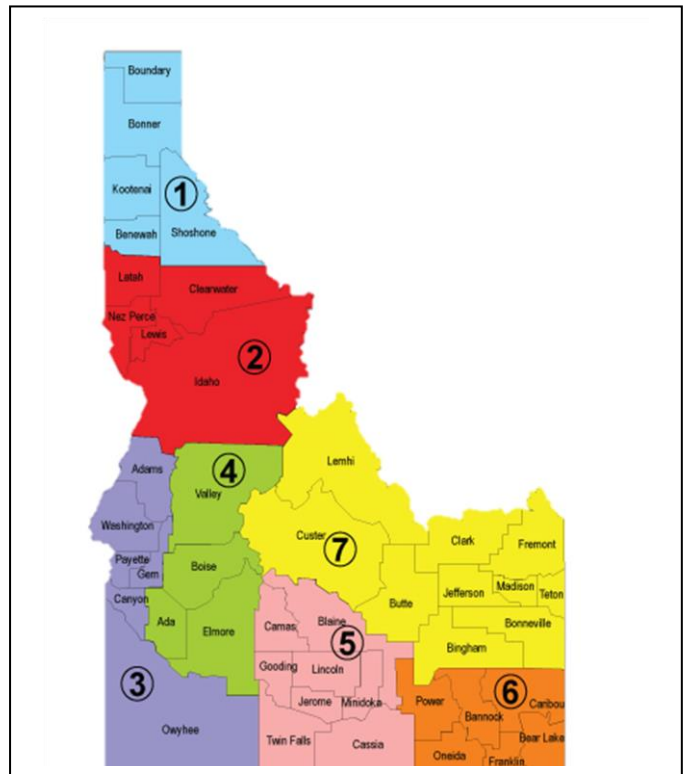 Boundary
Bonner
Kootenai
1
Benewah
Shoshone
Latah
Clearwater
Nez Perce
Lewis
2
Idaho
Adams
4
Lemhi
Valley
Washington
Custer
7
Clark
Fremont
Payette
Gem
Boise
Canyon
Butte
Jefferson
Madison
Teton
Ada
Elmore
Camas
Blaine
5
Bonneville
Bingham
Gooding
Lincoln
3
Jerome
Minidoka
Power
6
Caribou
Bannock
Owyhee
Twin Falls
Cassia
Bear Lake
Oneida
Franklin